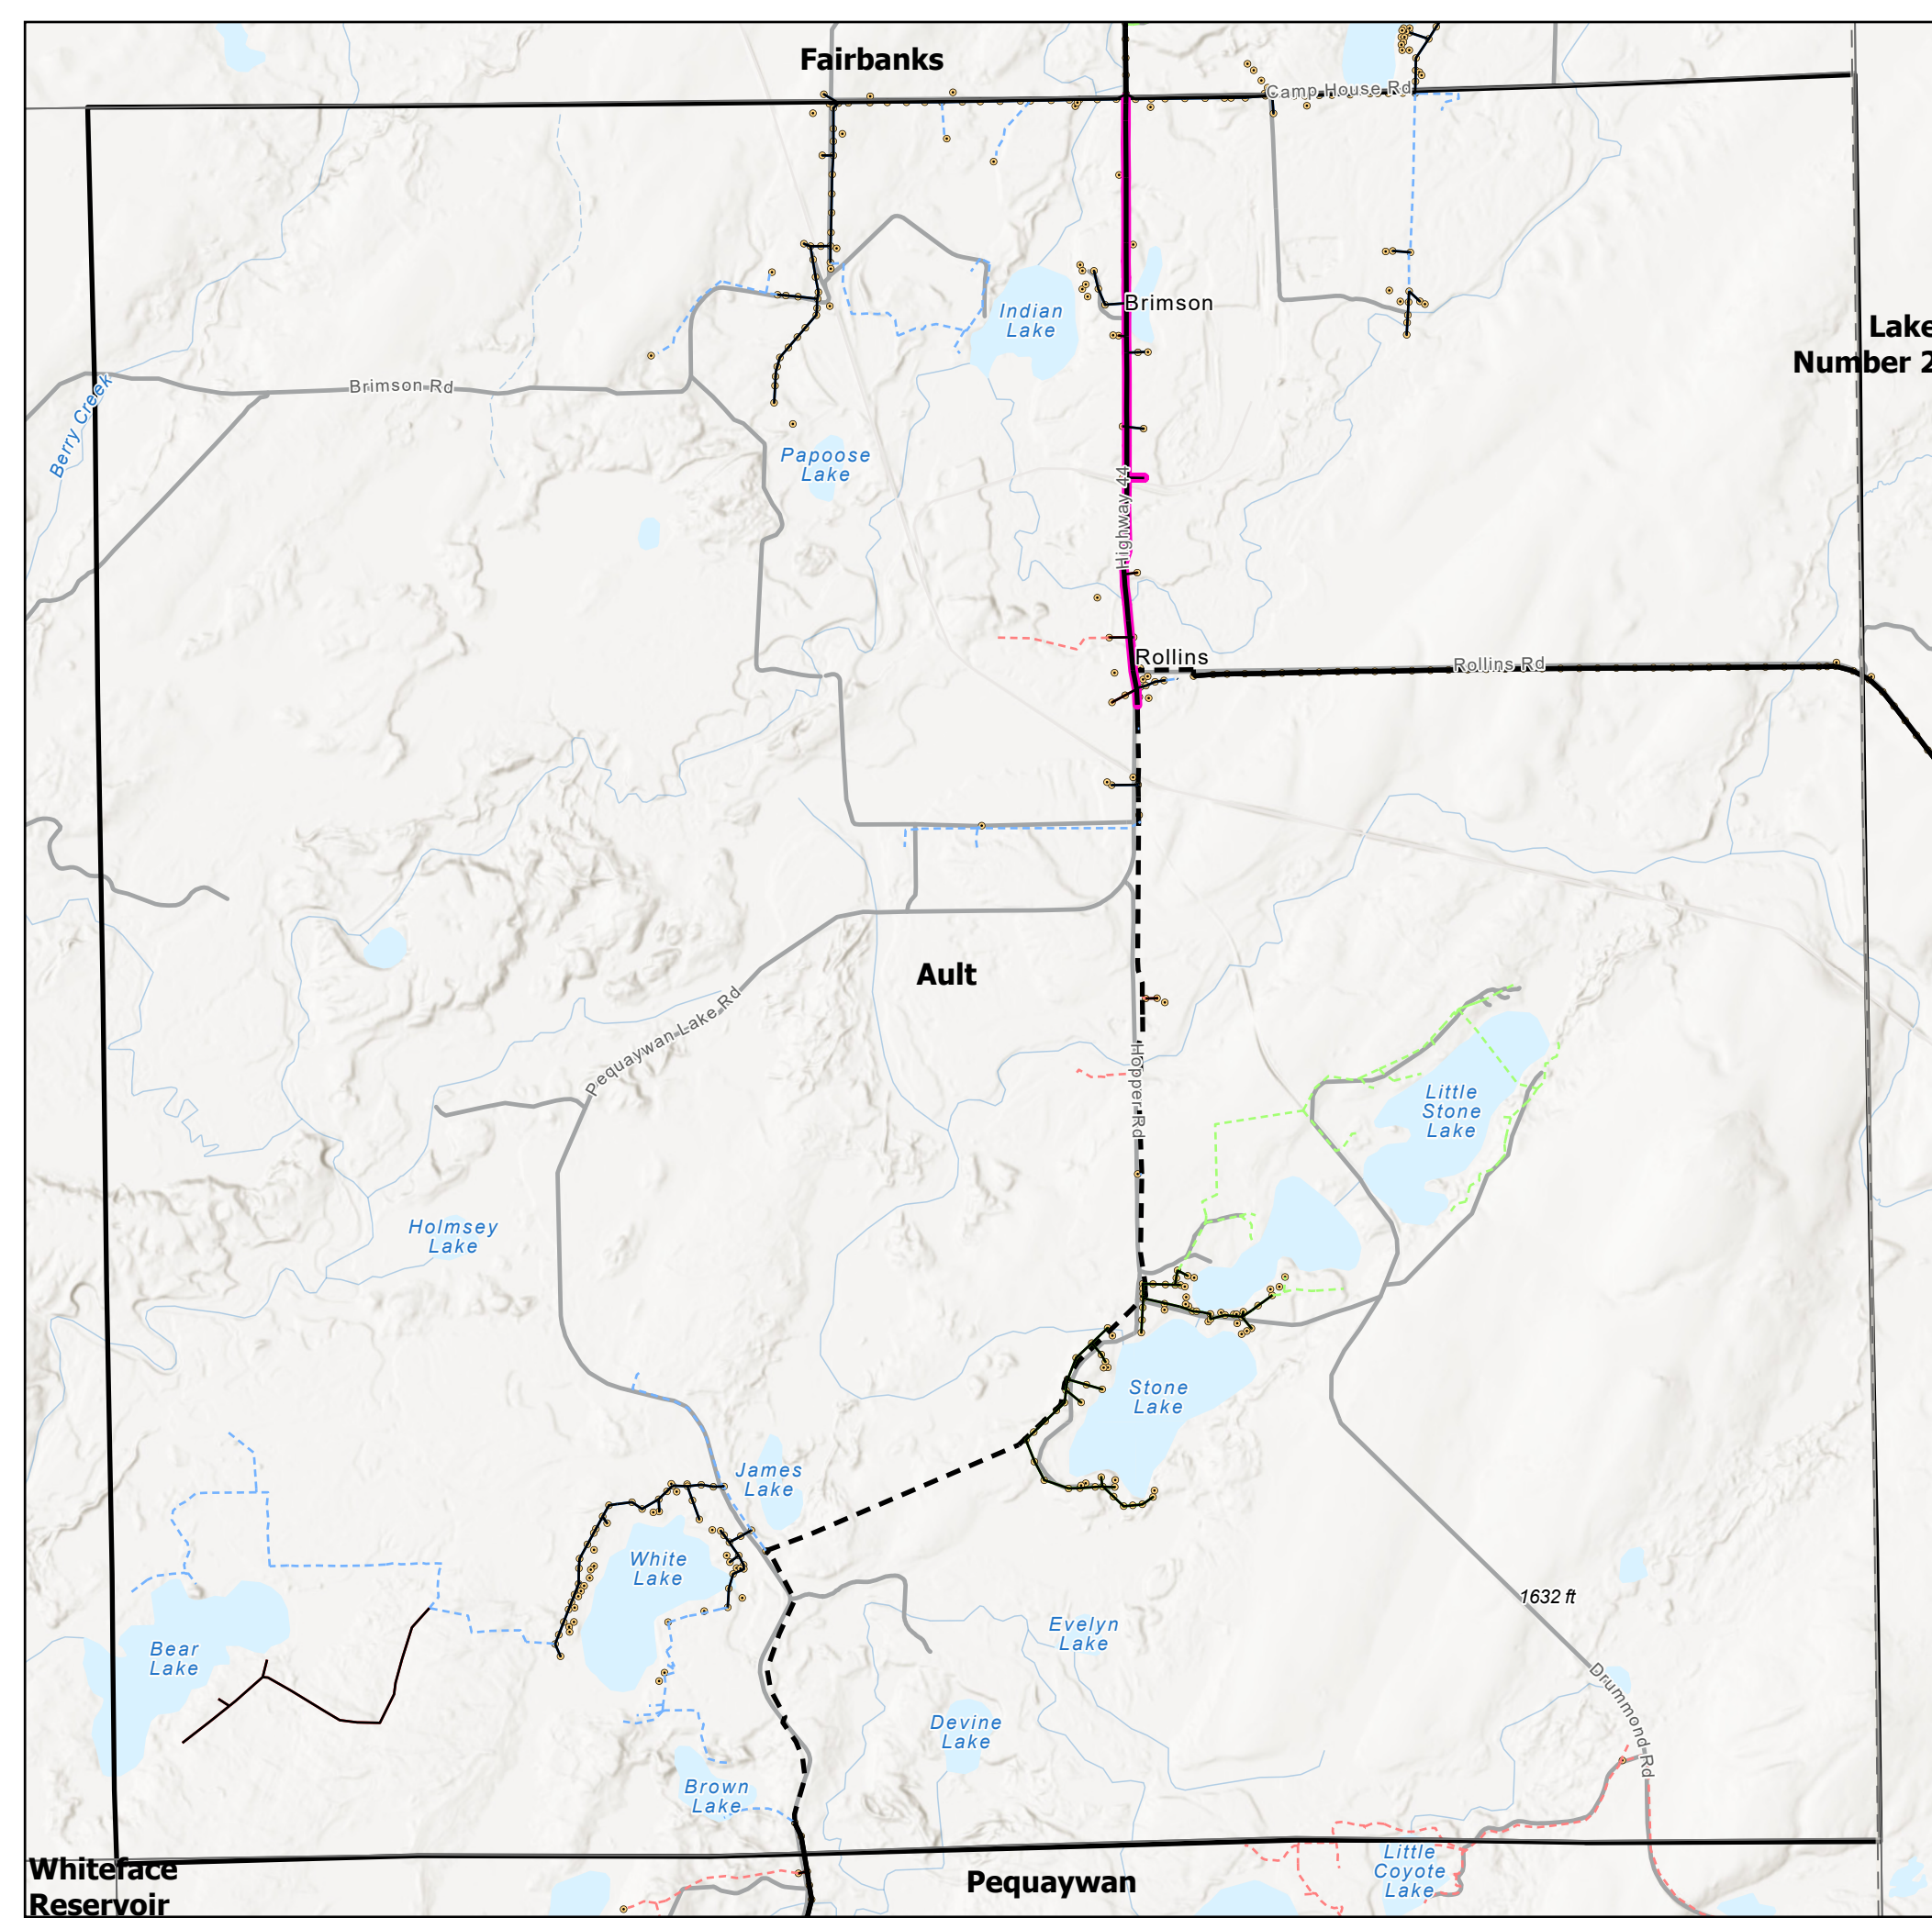 Fairbanks
Camp House Rd
Indian
Lake
Brimson
Lake
Number 2
Brimson Rd
Berry Creek
Papoose
Lake
Highway 44
Rollins
Rollins Rd
Ault
Pequaywan Lake Rd
Hopper Rd
Little
Stone
Lake
Holmsey
Lake
Stone
Lake
James
Lake
White
Lake
1632 ft
Evelyn
Lake
Bear
Lake
Drummond Rd
Devine
Lake
Brown
Lake
Little
Coyote
Lake
Whiteface
Reservoir
Pequaywan